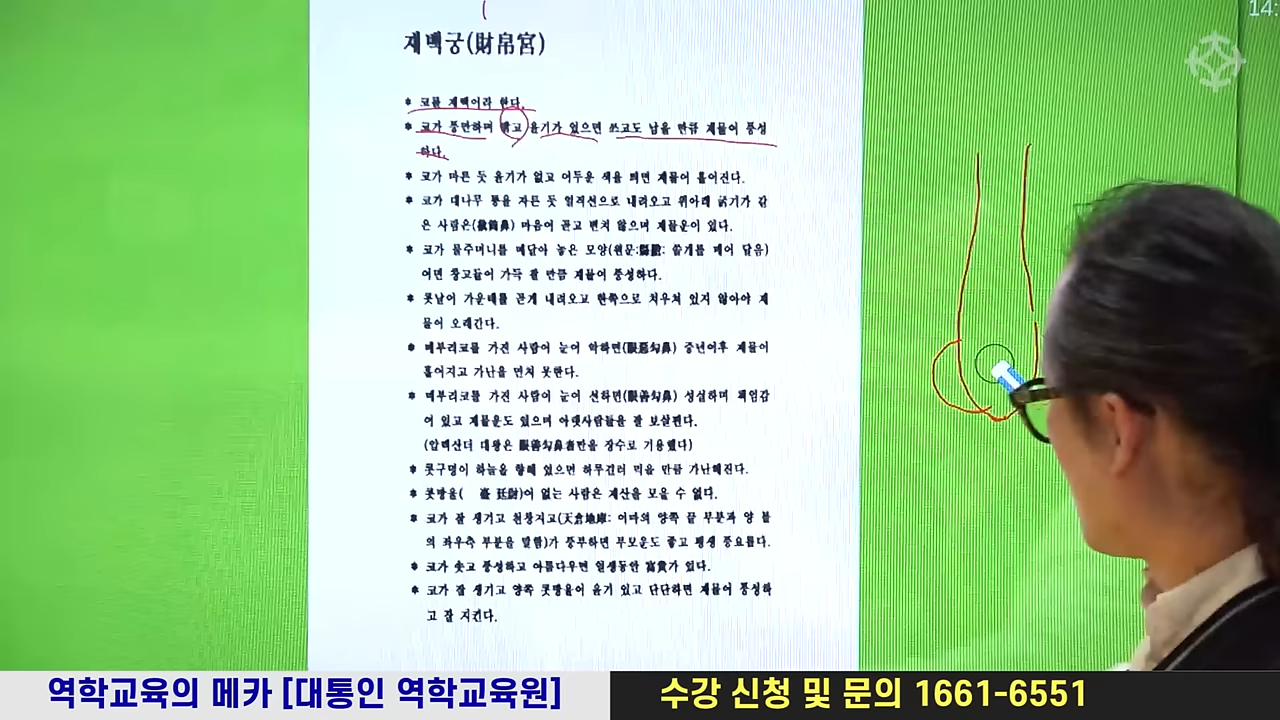 14:
재백궁(財帛宮)
* 코를 재백이라 한다.
* 코가 풍만하며 맑고 윤기가 있으면 쓰고도 남을 만큼 재물이 풍성
하다.
* 코가 마른 듯 윤기가 없고 어두운 색을 띄면 재물이 흩어진다.
* 코가 대나무 통을 자른 듯 일직선으로 내려오고 위아래 굵기가 같
은 사람은(截筒鼻) 마음이 곧고 변치 않으며 재물운이 있다.
* 코가 물주머니를 매달아 놓은 모양(원문: 쓸개를 떼어 닮음)
이면 창고들이 가득 찰 만큼 재물이 풍성하다.
* 콧날이 가운데를 곧게 내려오고 한쪽으로 치우쳐 있지 않아야 재
물이 오래간다.
* 매부리코를 가진 사람이 눈이 악하면(眼惡勾鼻) 중년이후 재물이
흩어지고 가난을 면치 못한다.
* 매부리코를 가진 사람이 눈이 선하면(眼善勾鼻) 성실하며 책임감
이 있고 재물운도 있으며 아랫사람들을 잘 보살핀다.
(알렉산더 대왕은 眼善勾鼻者만을 장수로 기용했다)
* 콧구멍이 하늘을 향해 있으면 하루걸러 먹을 만큼 가난해진다.
* 콧방울( 臺 廷尉)이 없는 사람은 재산을 모을 수 없다.
* 코가 잘 생기고 천창지고(天倉地庫: 이마의 양쪽 끝 부분과 양 볼
의 좌우측 부분을 말함)가 풍부하면 부모운도 좋고 평생 풍요롭다.
* 코가 솟고 풍성하고 아름다우면 일생동안 富貴가 있다.
* 코가 잘 생기고 양쪽 콧방울이 윤기 있고 단단하면 재물이 풍성하
고 잘 지킨다.
역학교육의 메카 [대통인 역학교육원]
수강 신청 및 문의 1661-6551